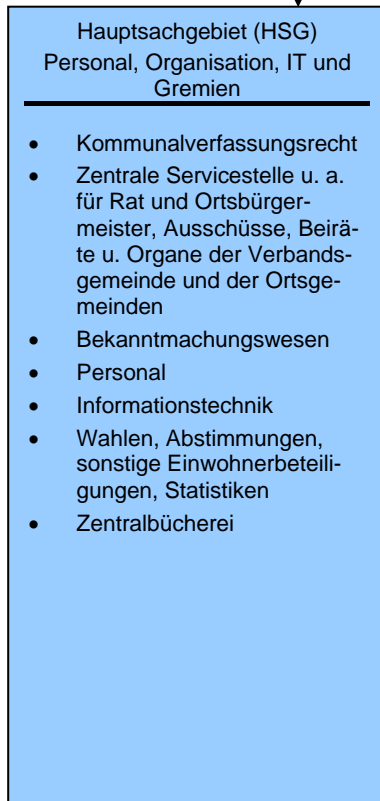 Hauptsachgebiet (HSG)
Personal, Organisation, IT und
Gremien
• Kommunalverfassungsrecht
• Zentrale Servicestelle u. a.
für Rat und Ortsbürger-
meister, Ausschüsse, Beirä-
te u. Organe der Verbands-
gemeinde und der Ortsge-
meinden
• Bekanntmachungswesen
• Personal
• Informationstechnik
• Wahlen, Abstimmungen,
sonstige Einwohnerbeteili-
gungen, Statistiken
• Zentralbücherei